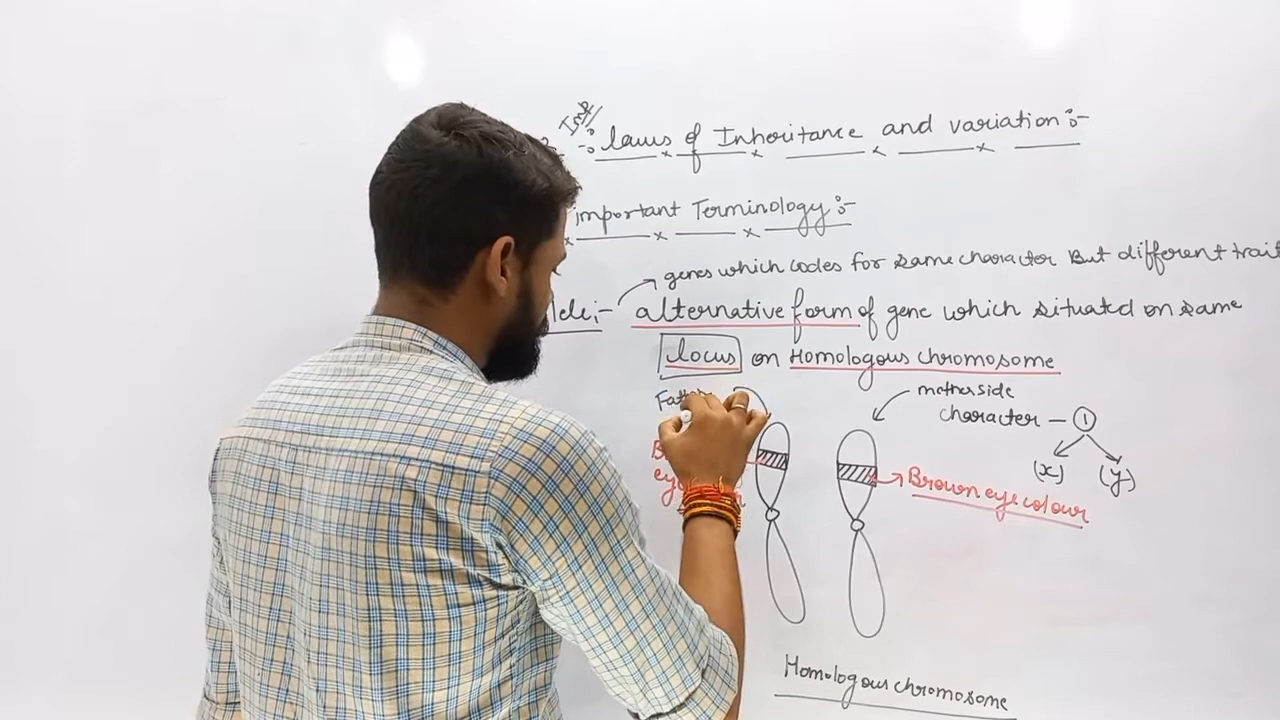 Imp
laws of Inheritance and variation :-
important Terminology :-
genes which codes for same character But different trait
lele :- alternative form of gene which situated on same
locus on Homologous chromosome
mother side
character — 1
(x) (y)
Brown eye colour
Homologous chromosome